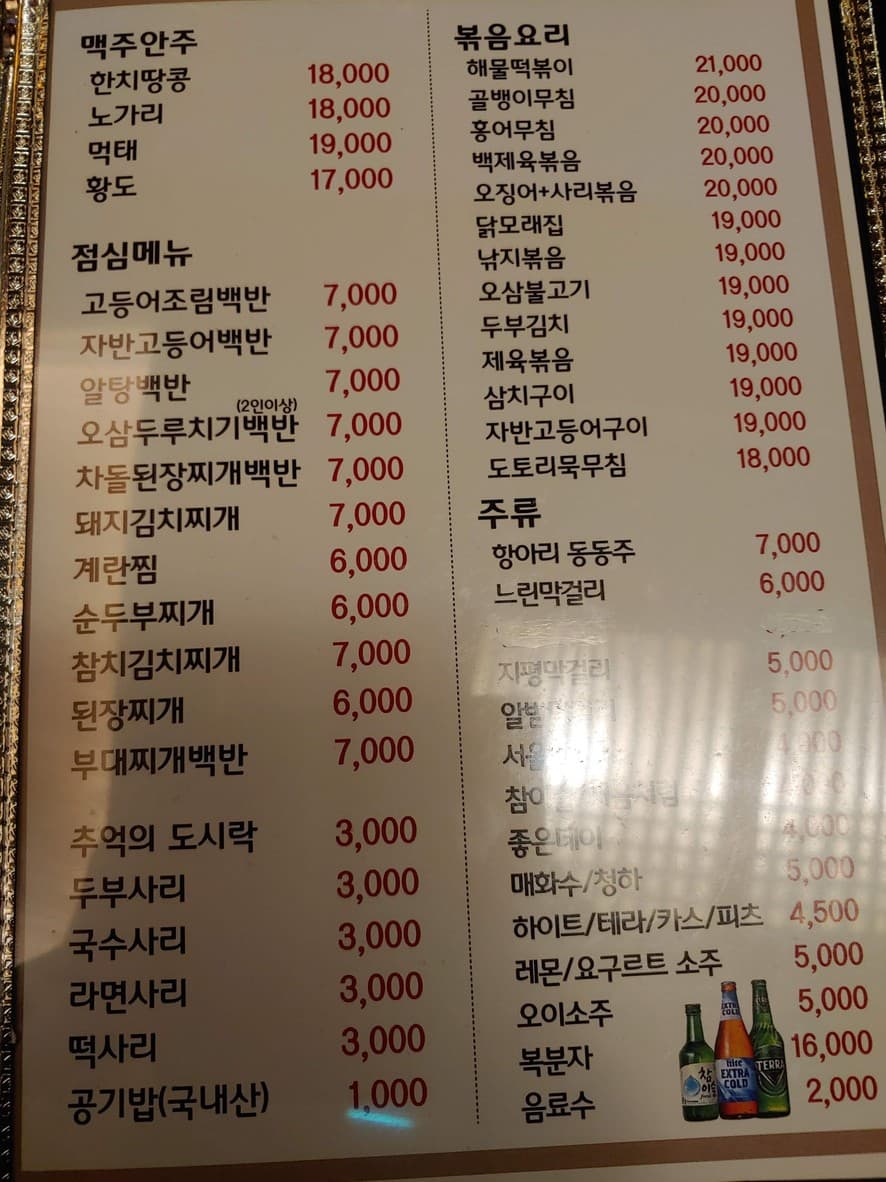 맥주안주
한치땅콩 18,000
노가리 18,000
먹태 19,000
황도 17,000
점심메뉴
고등어조림백반 7,000
자반고등어백반 7,000
알탕백반 7,000
(2인이상)
오삼두루치기백반 7,000
차돌된장찌개백반 7,000
돼지김치찌개 7,000
계란찜 6,000
순두부찌개 6,000
참치김치찌개 7,000
된장찌개 6,000
부대찌개백반 7,000
추억의 도시락 3,000
두부사리 3,000
국수사리 3,000
라면사리 3,000
떡사리 3,000
공기밥(국내산) 1,000
볶음요리
해물떡볶이 21,000
골뱅이무침 20,000
홍어무침 20,000
백제육볶음 20,000
오징어+사리볶음 20,000
닭모래집 19,000
낚지볶음 19,000
오삼불고기 19,000
두부김치 19,000
제육볶음 19,000
삼치구이 19,000
자반고등어구이 19,000
도토리묵무침 18,000
주류
항아리 동동주 7,000
느린막걸리 6,000
지평막걸리 5,000
5,000
좋은데이 4,000
매화수/청하 5,000
하이트/테라/카스/피츠 4,500
레몬/요구르트 소주 5,000
오이소주 5,000
복분자 16,000
음료수 2,000
참이슬
hite
EXTRA
COLD
TERRA